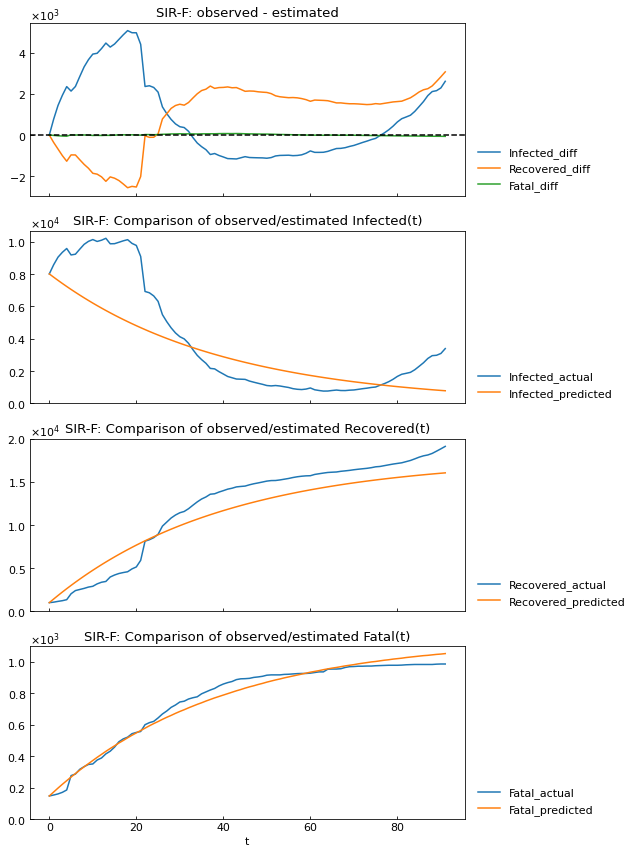 SIR-F: observed - estimated
×10³
4
2
0
−2
Infected_diff
Recovered_diff
Fatal_diff
SIR-F: Comparison of observed/estimated Infected(t)
×10⁴
1.0
0.8
0.6
0.4
0.2
0.0
Infected_actual
Infected_predicted
SIR-F: Comparison of observed/estimated Recovered(t)
×10⁴
2.0
1.5
1.0
0.5
0.0
Recovered_actual
Recovered_predicted
SIR-F: Comparison of observed/estimated Fatal(t)
×10³
1.0
0.8
0.6
0.4
0.2
0.0
Fatal_actual
Fatal_predicted
0 20 40 60 80
t